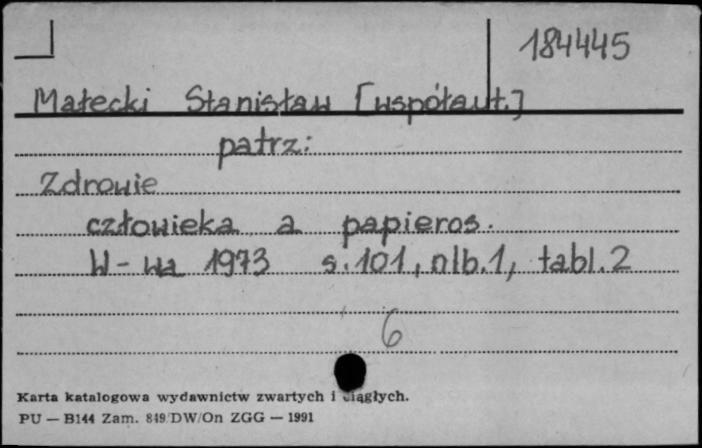 184445
Małecki Stanisław [współaut.]
patrz:
Zdrowie
człowieka a papieros.
W-wa 1973 s.101, nlb.1, tabl.2
6
Karta katalogowa wydawnictw zwartych i ciągłych.
PU — B144 Zam. 849/DW/On ZGG — 1991